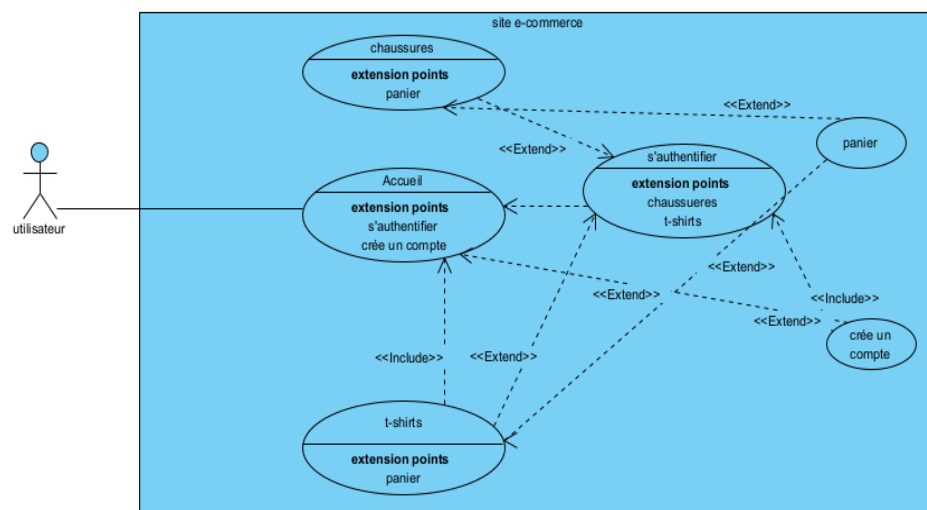 site e-commerce
chaussures
extension points
panier
<<Extend>>
panier
<<Extend>>
s'authentifier
extension points
chaussueres
t-shirts
Accueil
extension points
s'authentifier
crée un compte
utilisateur
<<Extend>>
<<Extend>>
<<Include>>
<<Extend>>
crée un
compte
<<Include>>
<<Extend>>
t-shirts
extension points
panier